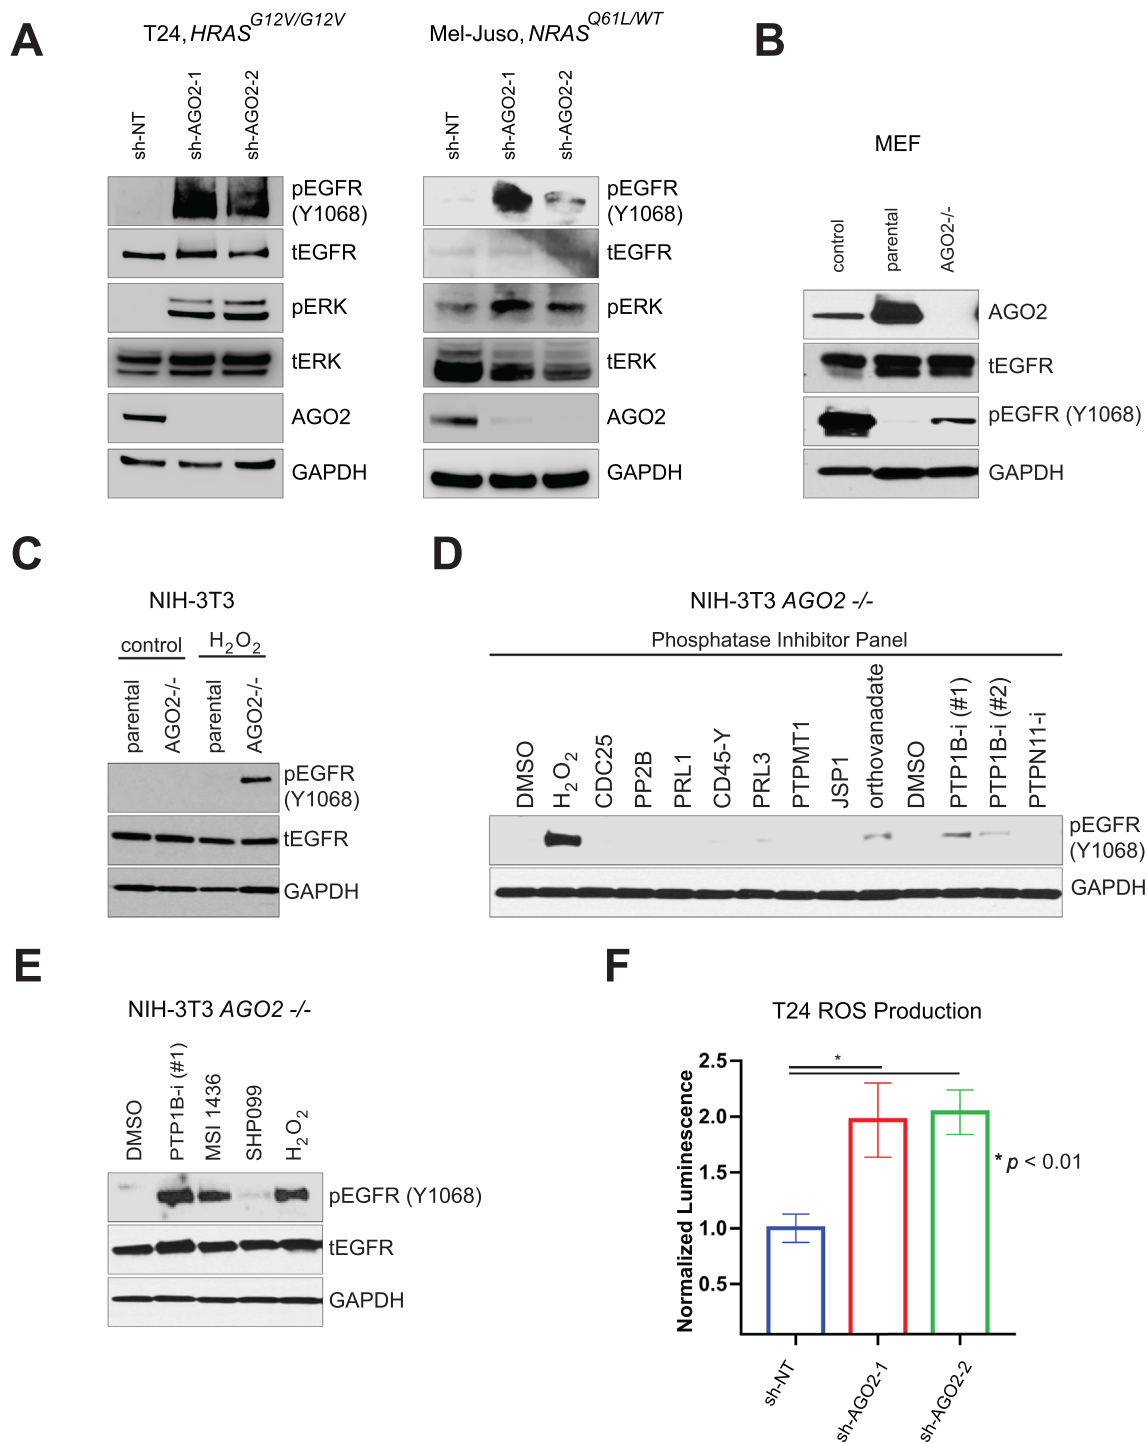 A
T24, HRAS^G12V/G12V
Mel-Juso, NRAS^Q61L/WT
sh-NT
sh-AGO2-1
sh-AGO2-2
sh-NT
sh-AGO2-1
sh-AGO2-2
pEGFR
(Y1068)
tEGFR
pERK
tERK
AGO2
GAPDH
pEGFR
(Y1068)
tEGFR
pERK
tERK
AGO2
GAPDH
B
MEF
control
parental
AGO2-/-
AGO2
tEGFR
pEGFR (Y1068)
GAPDH
C
NIH-3T3
control
H2O2
parental
AGO2-/-
parental
AGO2-/-
pEGFR
(Y1068)
tEGFR
GAPDH
D
NIH-3T3 AGO2 -/-
Phosphatase Inhibitor Panel
DMSO
H2O2
CDC25
PP2B
PRL1
CD45-Y
PRL3
PTPMT1
JSP1
orthovanadate
DMSO
PTP1B-i (#1)
PTP1B-i (#2)
PTPN11-i
pEGFR
(Y1068)
GAPDH
E
NIH-3T3 AGO2 -/-
DMSO
PTP1B-i (#1)
MSI 1436
SHP099
H2O2
pEGFR (Y1068)
tEGFR
GAPDH
F
T24 ROS Production
Normalized Luminescence
2.5
2.0
1.5
1.0
0.5
*
* p < 0.01
sh-NT
sh-AGO2-1
sh-AGO2-2